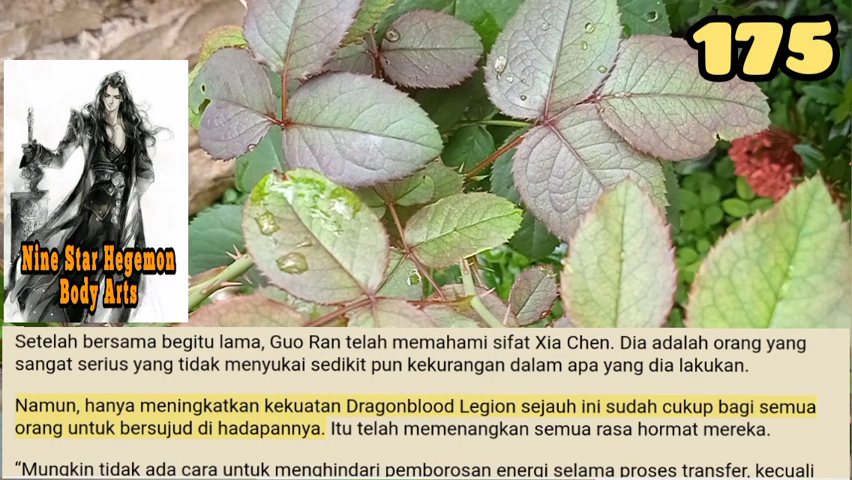 175
Nine Star Hegemon
Body Arts
Setelah bersama begitu lama, Guo Ran telah memahami sifat Xia Chen. Dia adalah orang yang
sangat serius yang tidak menyukai sedikit pun kekurangan dalam apa yang dia lakukan.
Namun, hanya meningkatkan kekuatan Dragonblood Legion sejauh ini sudah cukup bagi semua
orang untuk bersujud di hadapannya. Itu telah memenangkan semua rasa hormat mereka.
“Mungkin tidak ada cara untuk menghindari pemborosan energi selama proses transfer, kecuali